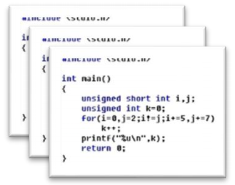 #include <stdio.h>
in
{
#include <stdio.h>
in
{
#include <stdio.h>
int main()
{
unsigned short int i,j;
unsigned int k=0;
for(i=0,j=2;i!=j;i+=5,j+=7)
k++;
printf("%u\n",k);
return 0;
}